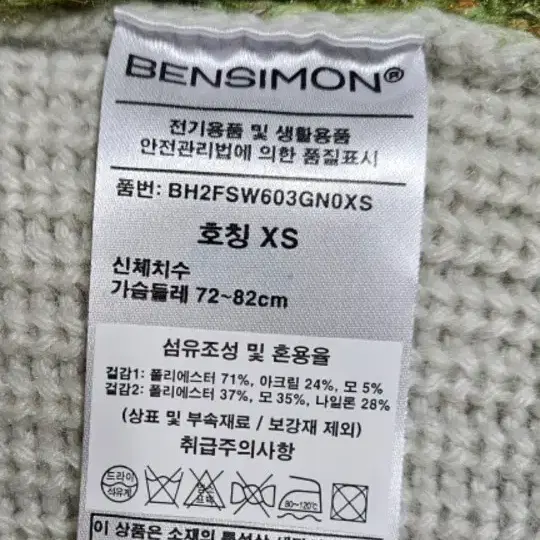 BENSIMON®
전기용품 및 생활용품
안전관리법에 의한 품질표시
품번: BH2FSW603GN0XS
호칭 XS
신체치수
가슴둘레 72~82cm
섬유조성 및 혼용율
겉감1: 폴리에스터 71%, 아크릴 24%, 모 5%
겉감2: 폴리에스터 37%, 모 35%, 나일론 28%
(상표 및 부속재료 / 보강재 제외)
취급주의사항
드라이
석유계
80~120℃
이 상품은 소재의 특성상